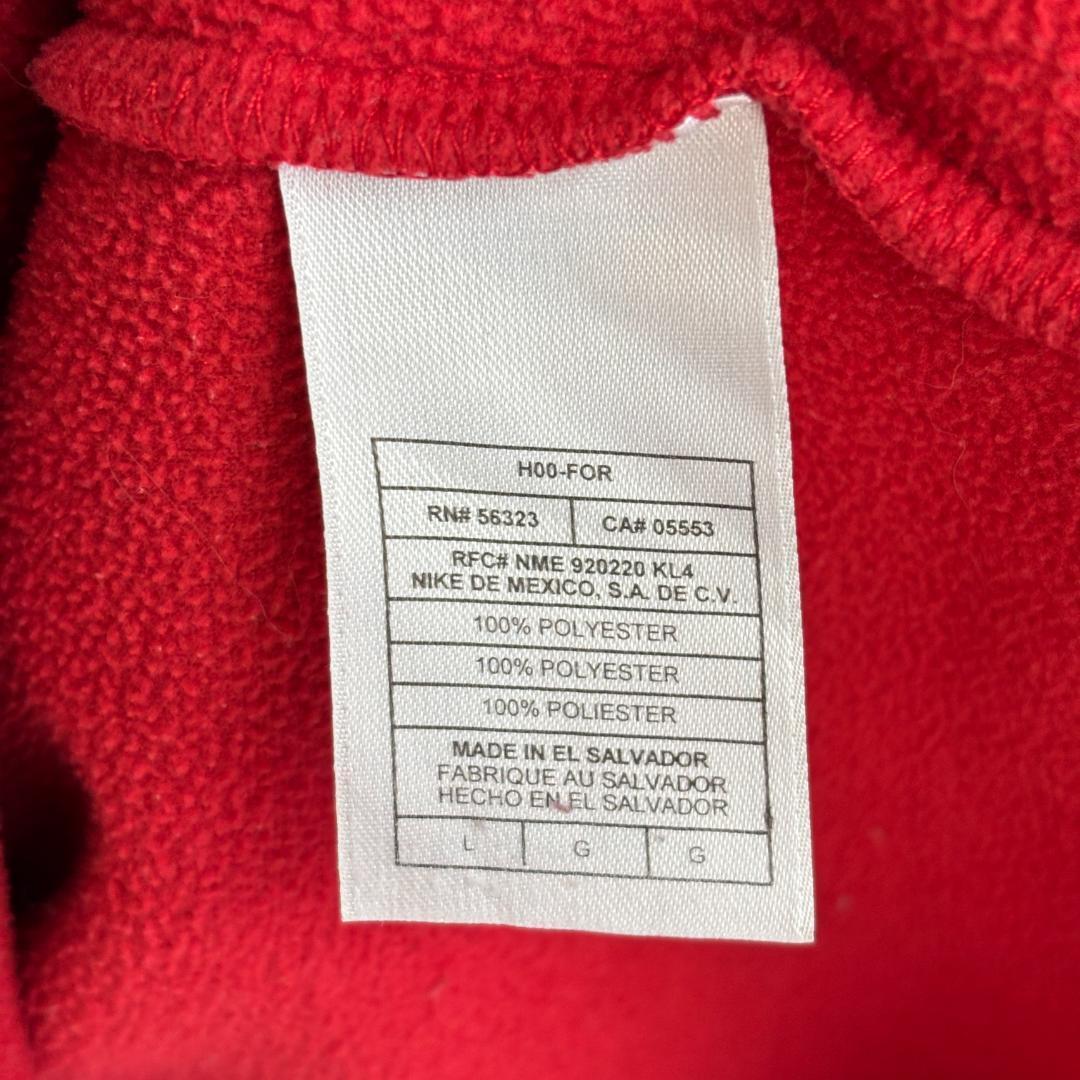 H00-FOR
RN# 56323 CA# 05553
RFC# NME 920220 KL4
NIKE DE MEXICO, S.A. DE C.V.
100% POLYESTER
100% POLYESTER
100% POLIESTER
MADE IN EL SALVADOR
FABRIQUE AU SALVADOR
HECHO EN EL SALVADOR
L G G